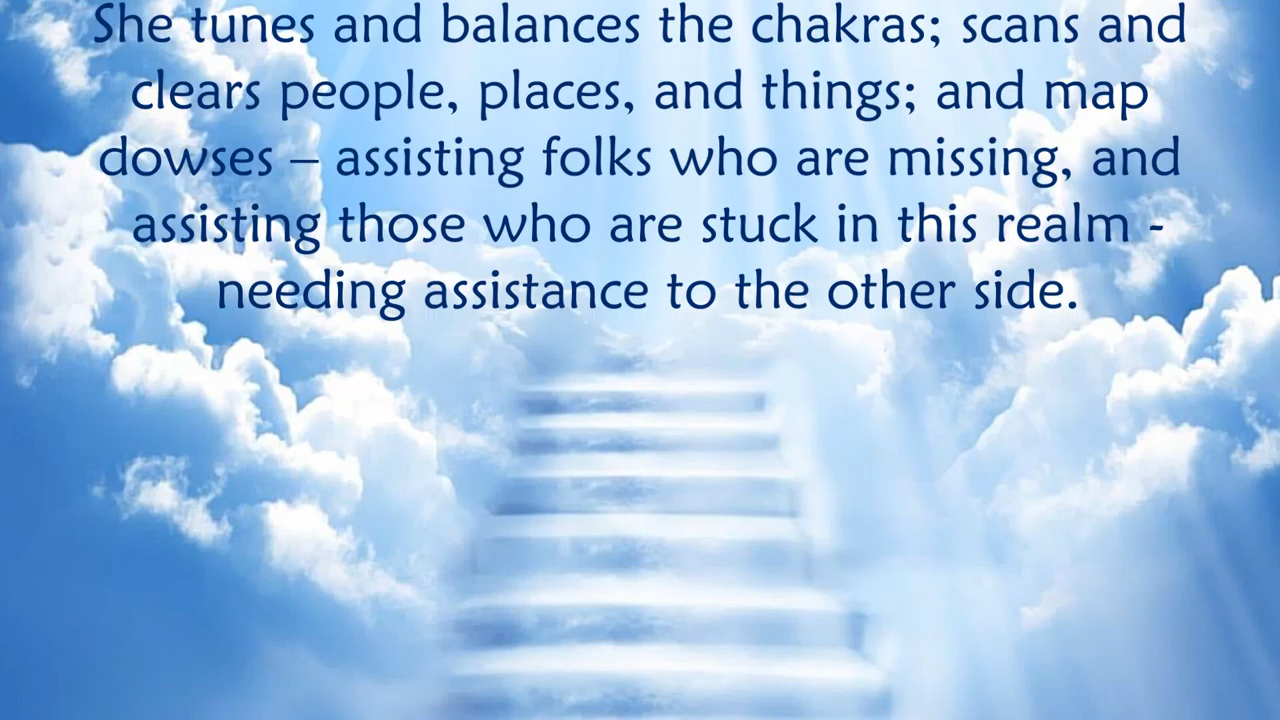 She tunes and balances the chakras; scans and
clears people, places, and things; and map
dowses – assisting folks who are missing, and
assisting those who are stuck in this realm -
needing assistance to the other side.